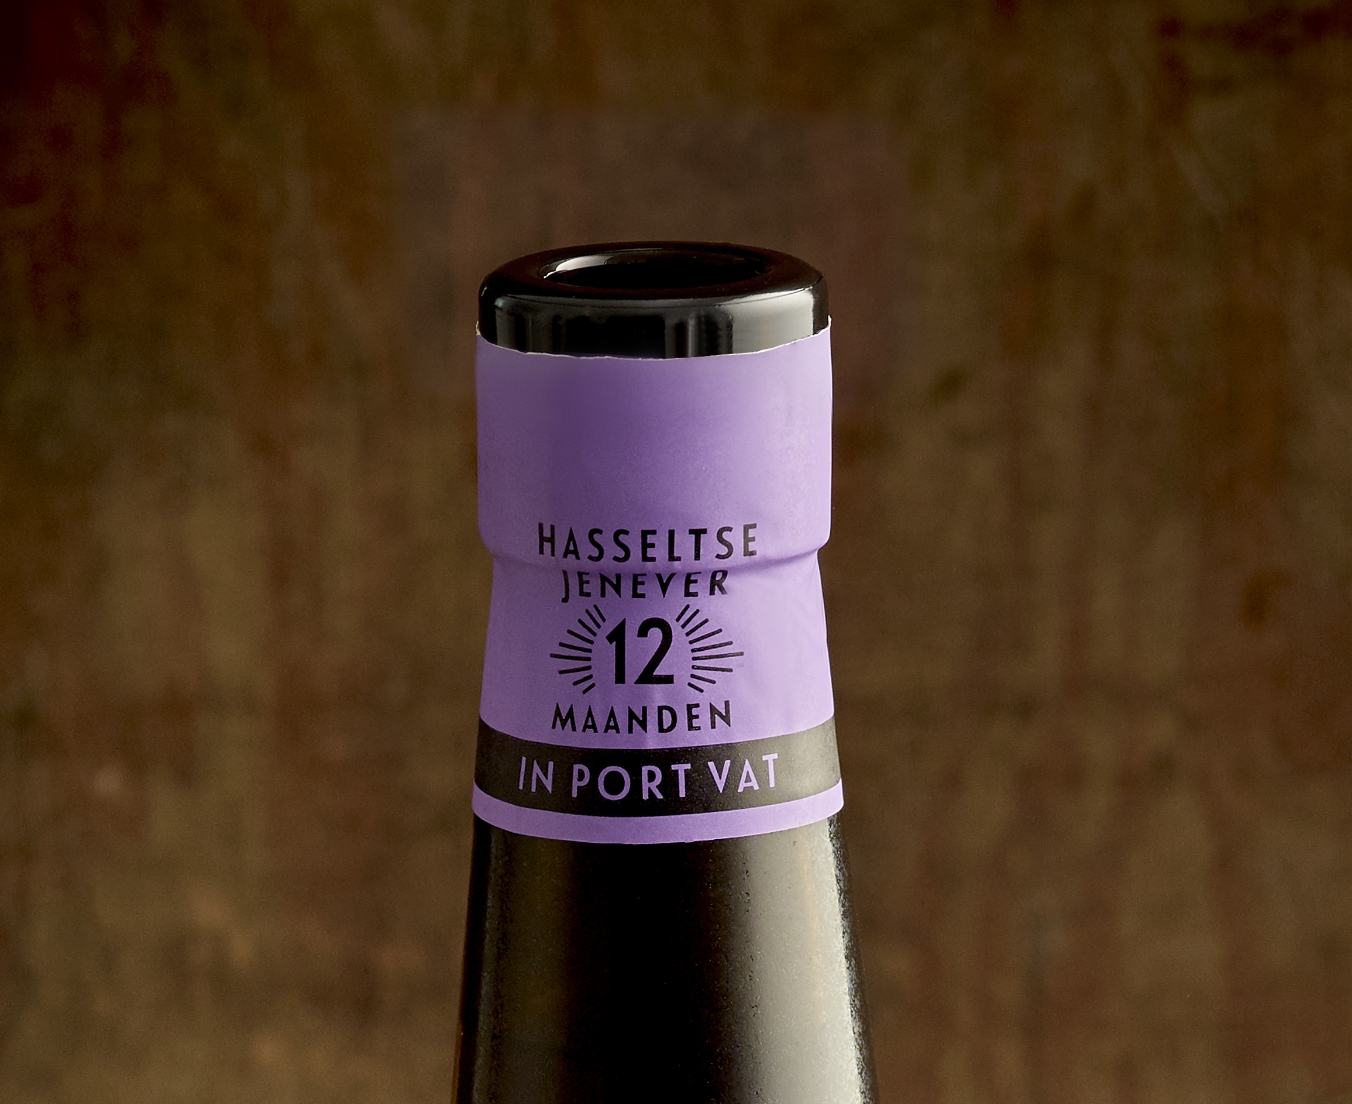 HASSELTSE
JENEVER
12
MAANDEN
IN PORT VAT